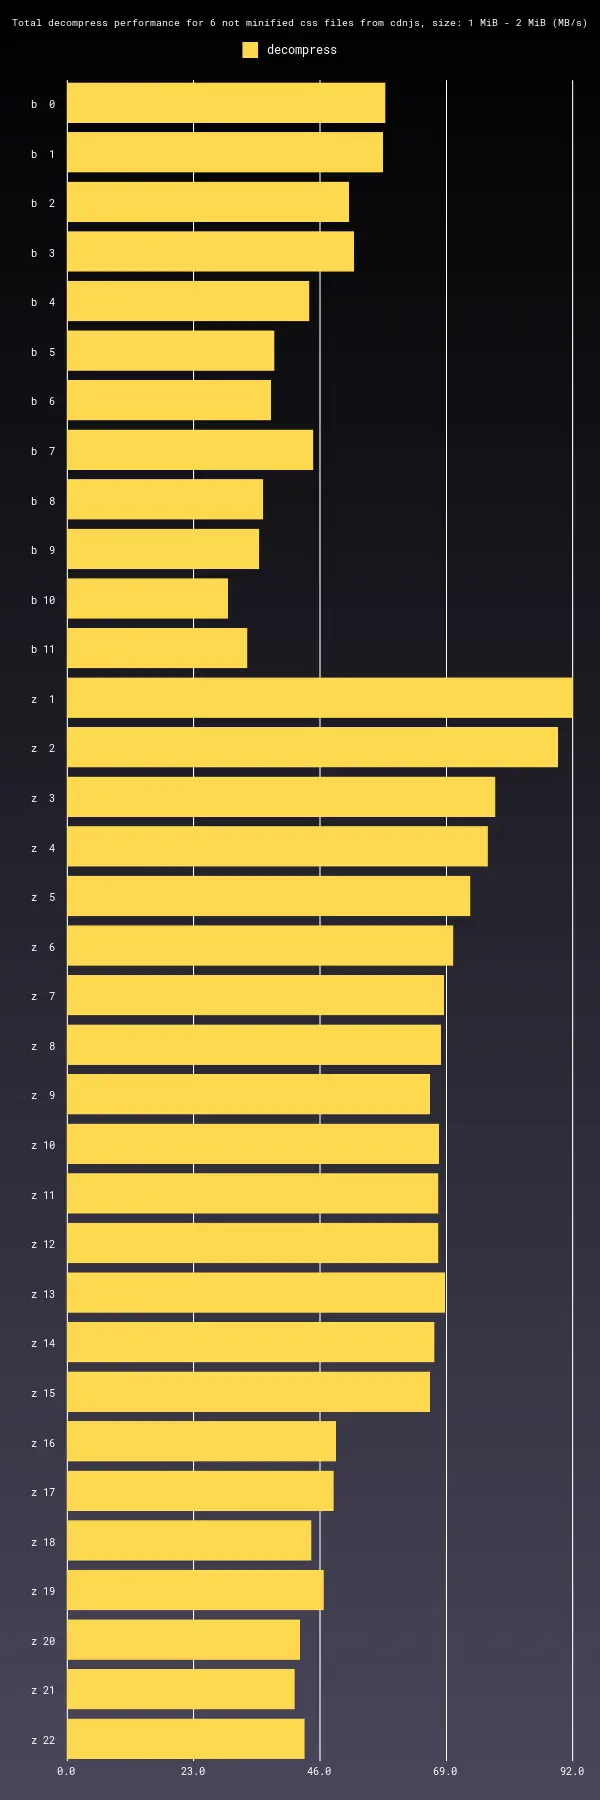 Total decompress performance for 6 not minified css files from cdnjs, size: 1 MiB - 2 MiB (MB/s)
decompress
b 0
b 1
b 2
b 3
b 4
b 5
b 6
b 7
b 8
b 9
b 10
b 11
z 1
z 2
z 3
z 4
z 5
z 6
z 7
z 8
z 9
z 10
z 11
z 12
z 13
z 14
z 15
z 16
z 17
z 18
z 19
z 20
z 21
z 22
0.0 23.0 46.0 69.0 92.0